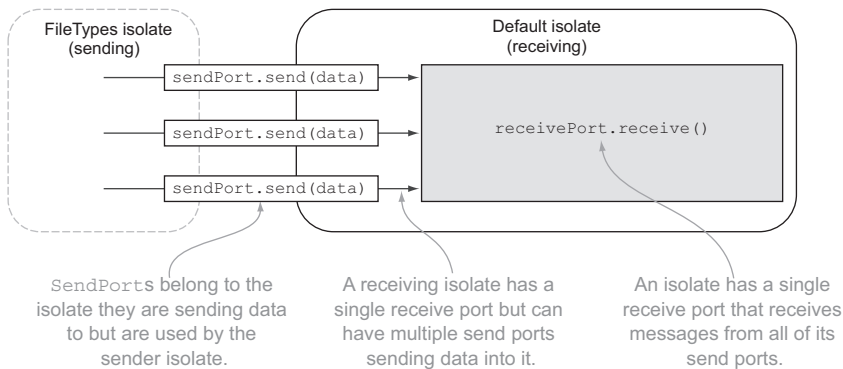 FileTypes isolate
(sending)
Default isolate
(receiving)
sendPort.send(data)
sendPort.send(data)
sendPort.send(data)
receivePort.receive()
SendPorts belong to the
isolate they are sending data
to but are used by the
sender isolate.
A receiving isolate has a
single receive port but can
have multiple send ports
sending data into it.
An isolate has a single
receive port that receives
messages from all of its
send ports.